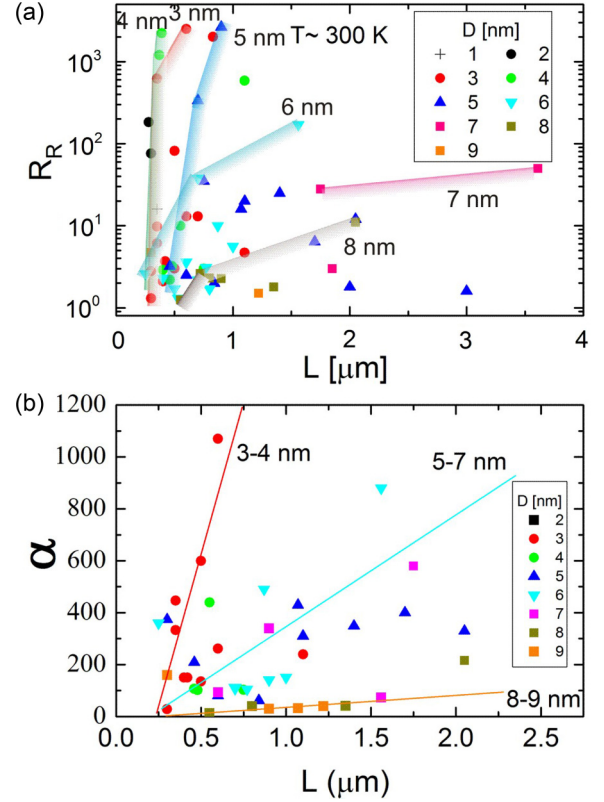 (a)
4 nm
3 nm
5 nm
T~ 300 K
6 nm
7 nm
8 nm
D [nm]
1 2
3 4
5 6
7 8
9
R_R
10³
10²
10¹
10⁰
0 1 2 3 4
L [μm]
(b)
1200
1000
800
600
400
200
0
α
3-4 nm
5-7 nm
8-9 nm
D [nm]
2
3
4
5
6
7
8
9
0.0 0.5 1.0 1.5 2.0 2.5
L (μm)